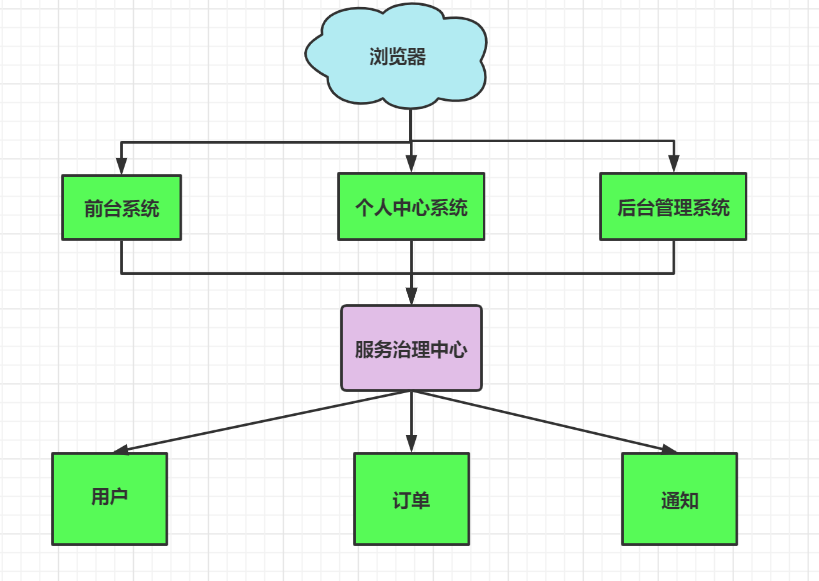 浏览器
前台系统
个人中心系统
后台管理系统
服务治理中心
用户
订单
通知